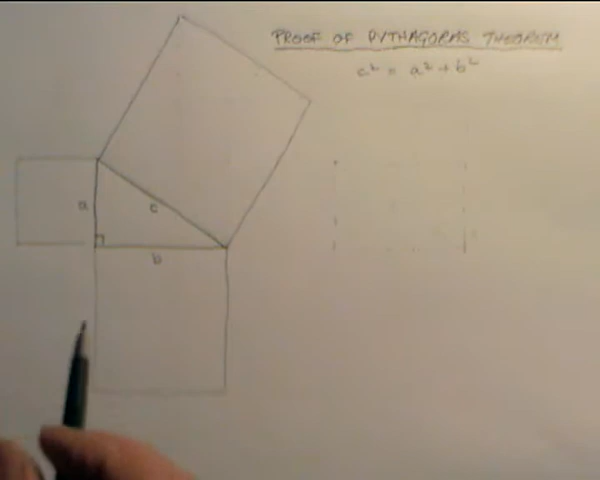 PROOF OF PYTHAGORAS THEOREM
c² = a² + b²
a
c
b